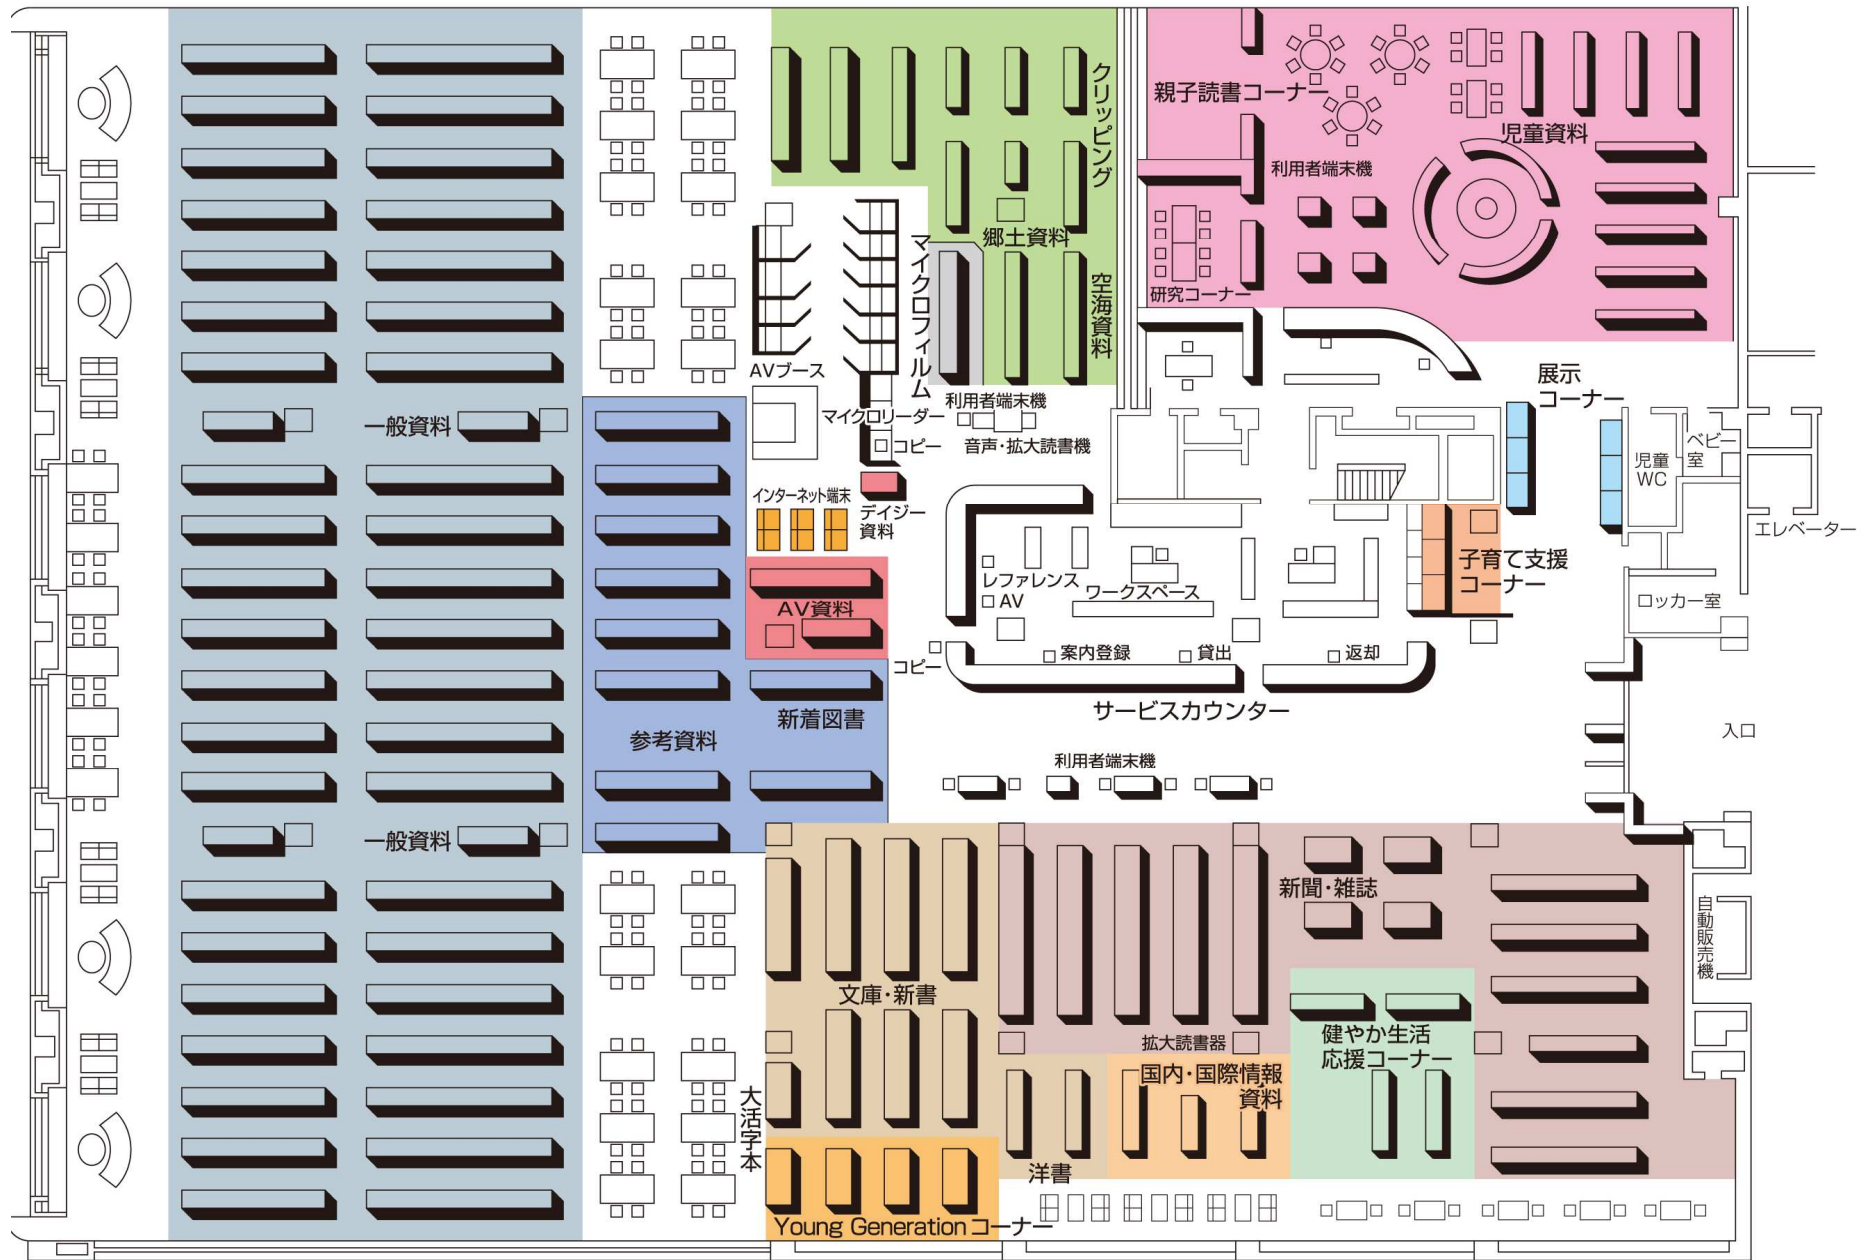 クリッピング
親子読書コーナー
児童資料
利用者端末機
郷土資料
マイクロフィルム
空海資料
研究コーナー
AVブース
展示
コーナー
利用者端末機
マイクロリーダー
コピー
音声・拡大読書機
一般資料
児童
WC
ベビー
室
インターネット端末
デイジー
資料
エレベーター
子育て支援
コーナー
レファレンス
AV
ワークスペース
AV資料
ロッカー室
コピー
案内登録
貸出
返却
サービスカウンター
新着図書
参考資料
入口
利用者端末機
一般資料
新聞・雑誌
自動販売機
文庫・新書
拡大読書器
健やか生活
応援コーナー
国内・国際情報
資料
大活字本
洋書
Young Generation コーナー